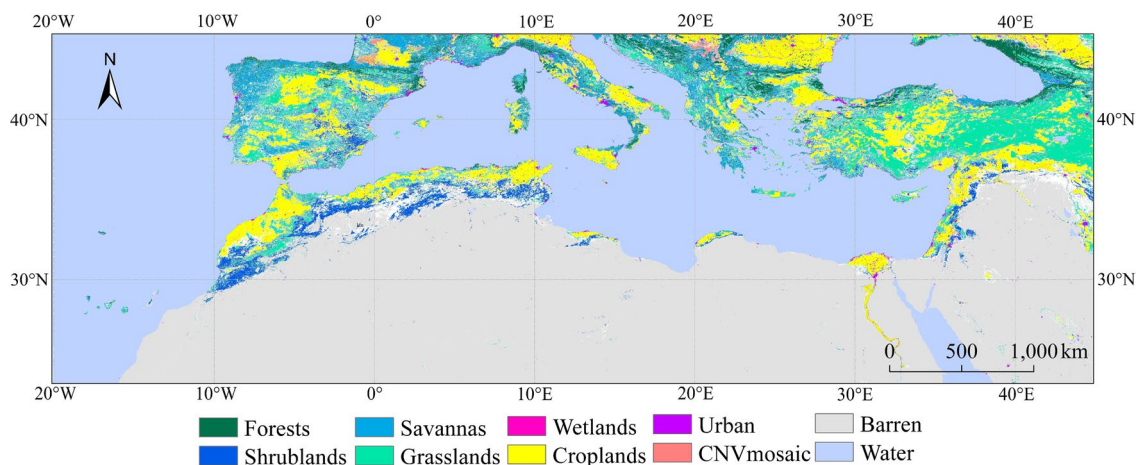 20°W 10°W 0° 10°E 20°E 30°E 40°E
N
40°N 40°N
30°N 30°N
0 500 1,000 km
20°W 10°W 0° 10°E 20°E 30°E 40°E
Forests Savannas Wetlands Urban Barren
Shrublands Grasslands Croplands CNVmosaic Water